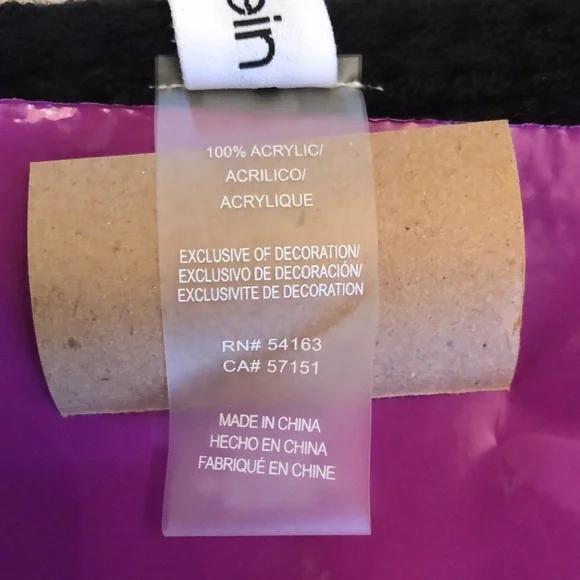 ein
100% ACRYLIC/
ACRILICO/
ACRYLIQUE
EXCLUSIVE OF DECORATION/
EXCLUSIVO DE DECORACIÓN/
EXCLUSIVITE DE DECORATION
RN# 54163
CA# 57151
MADE IN CHINA
HECHO EN CHINA
FABRIQUÉ EN CHINE